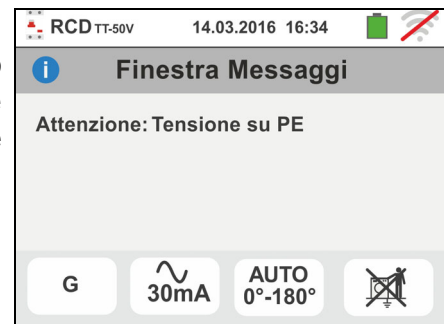 RCD TT-50V 14.03.2016 16:34
i Finestra Messaggi
Attenzione: Tensione su PE
G 30mA AUTO
0°-180°